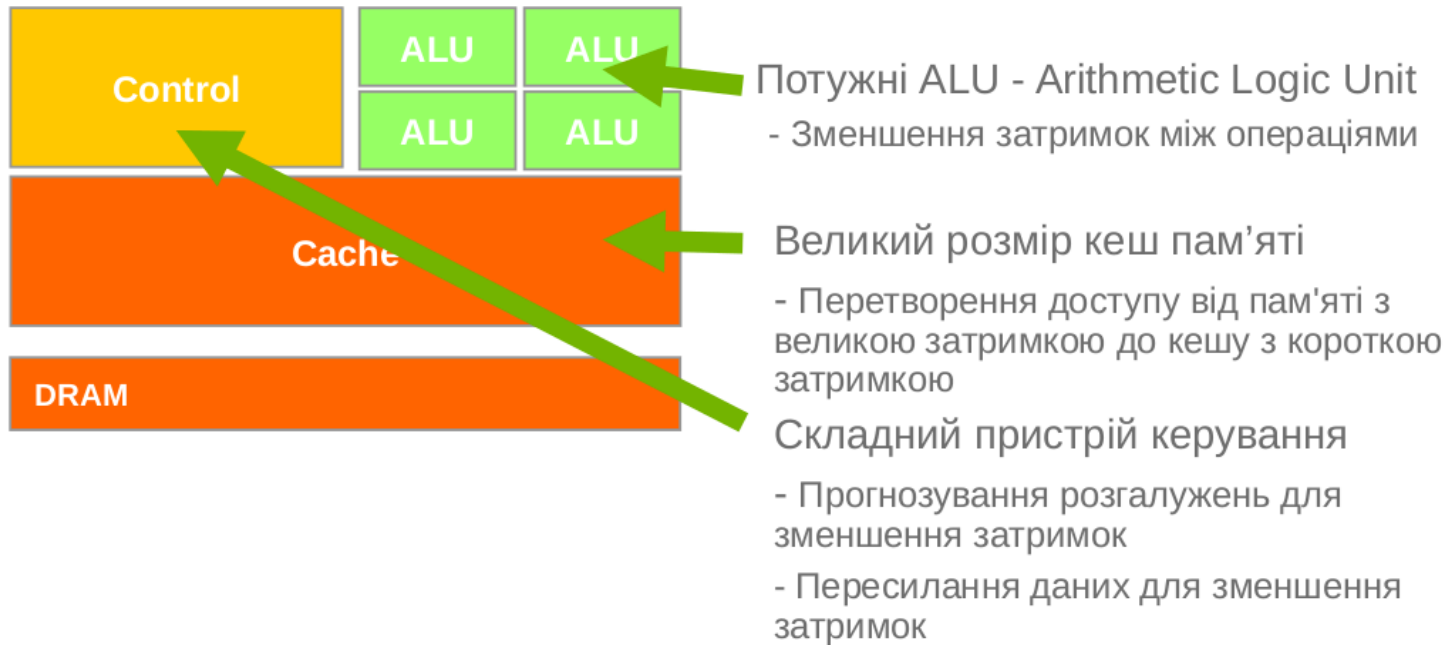 Control
ALU
ALU
ALU
ALU
Cache
DRAM
Потужні ALU - Arithmetic Logic Unit
- Зменшення затримок між операціями
Великий розмір кеш пам’яті
- Перетворення доступу від пам'яті з
великою затримкою до кешу з короткою
затримкою
Складний пристрій керування
- Прогнозування розгалужень для
зменшення затримок
- Пересилання даних для зменшення
затримок